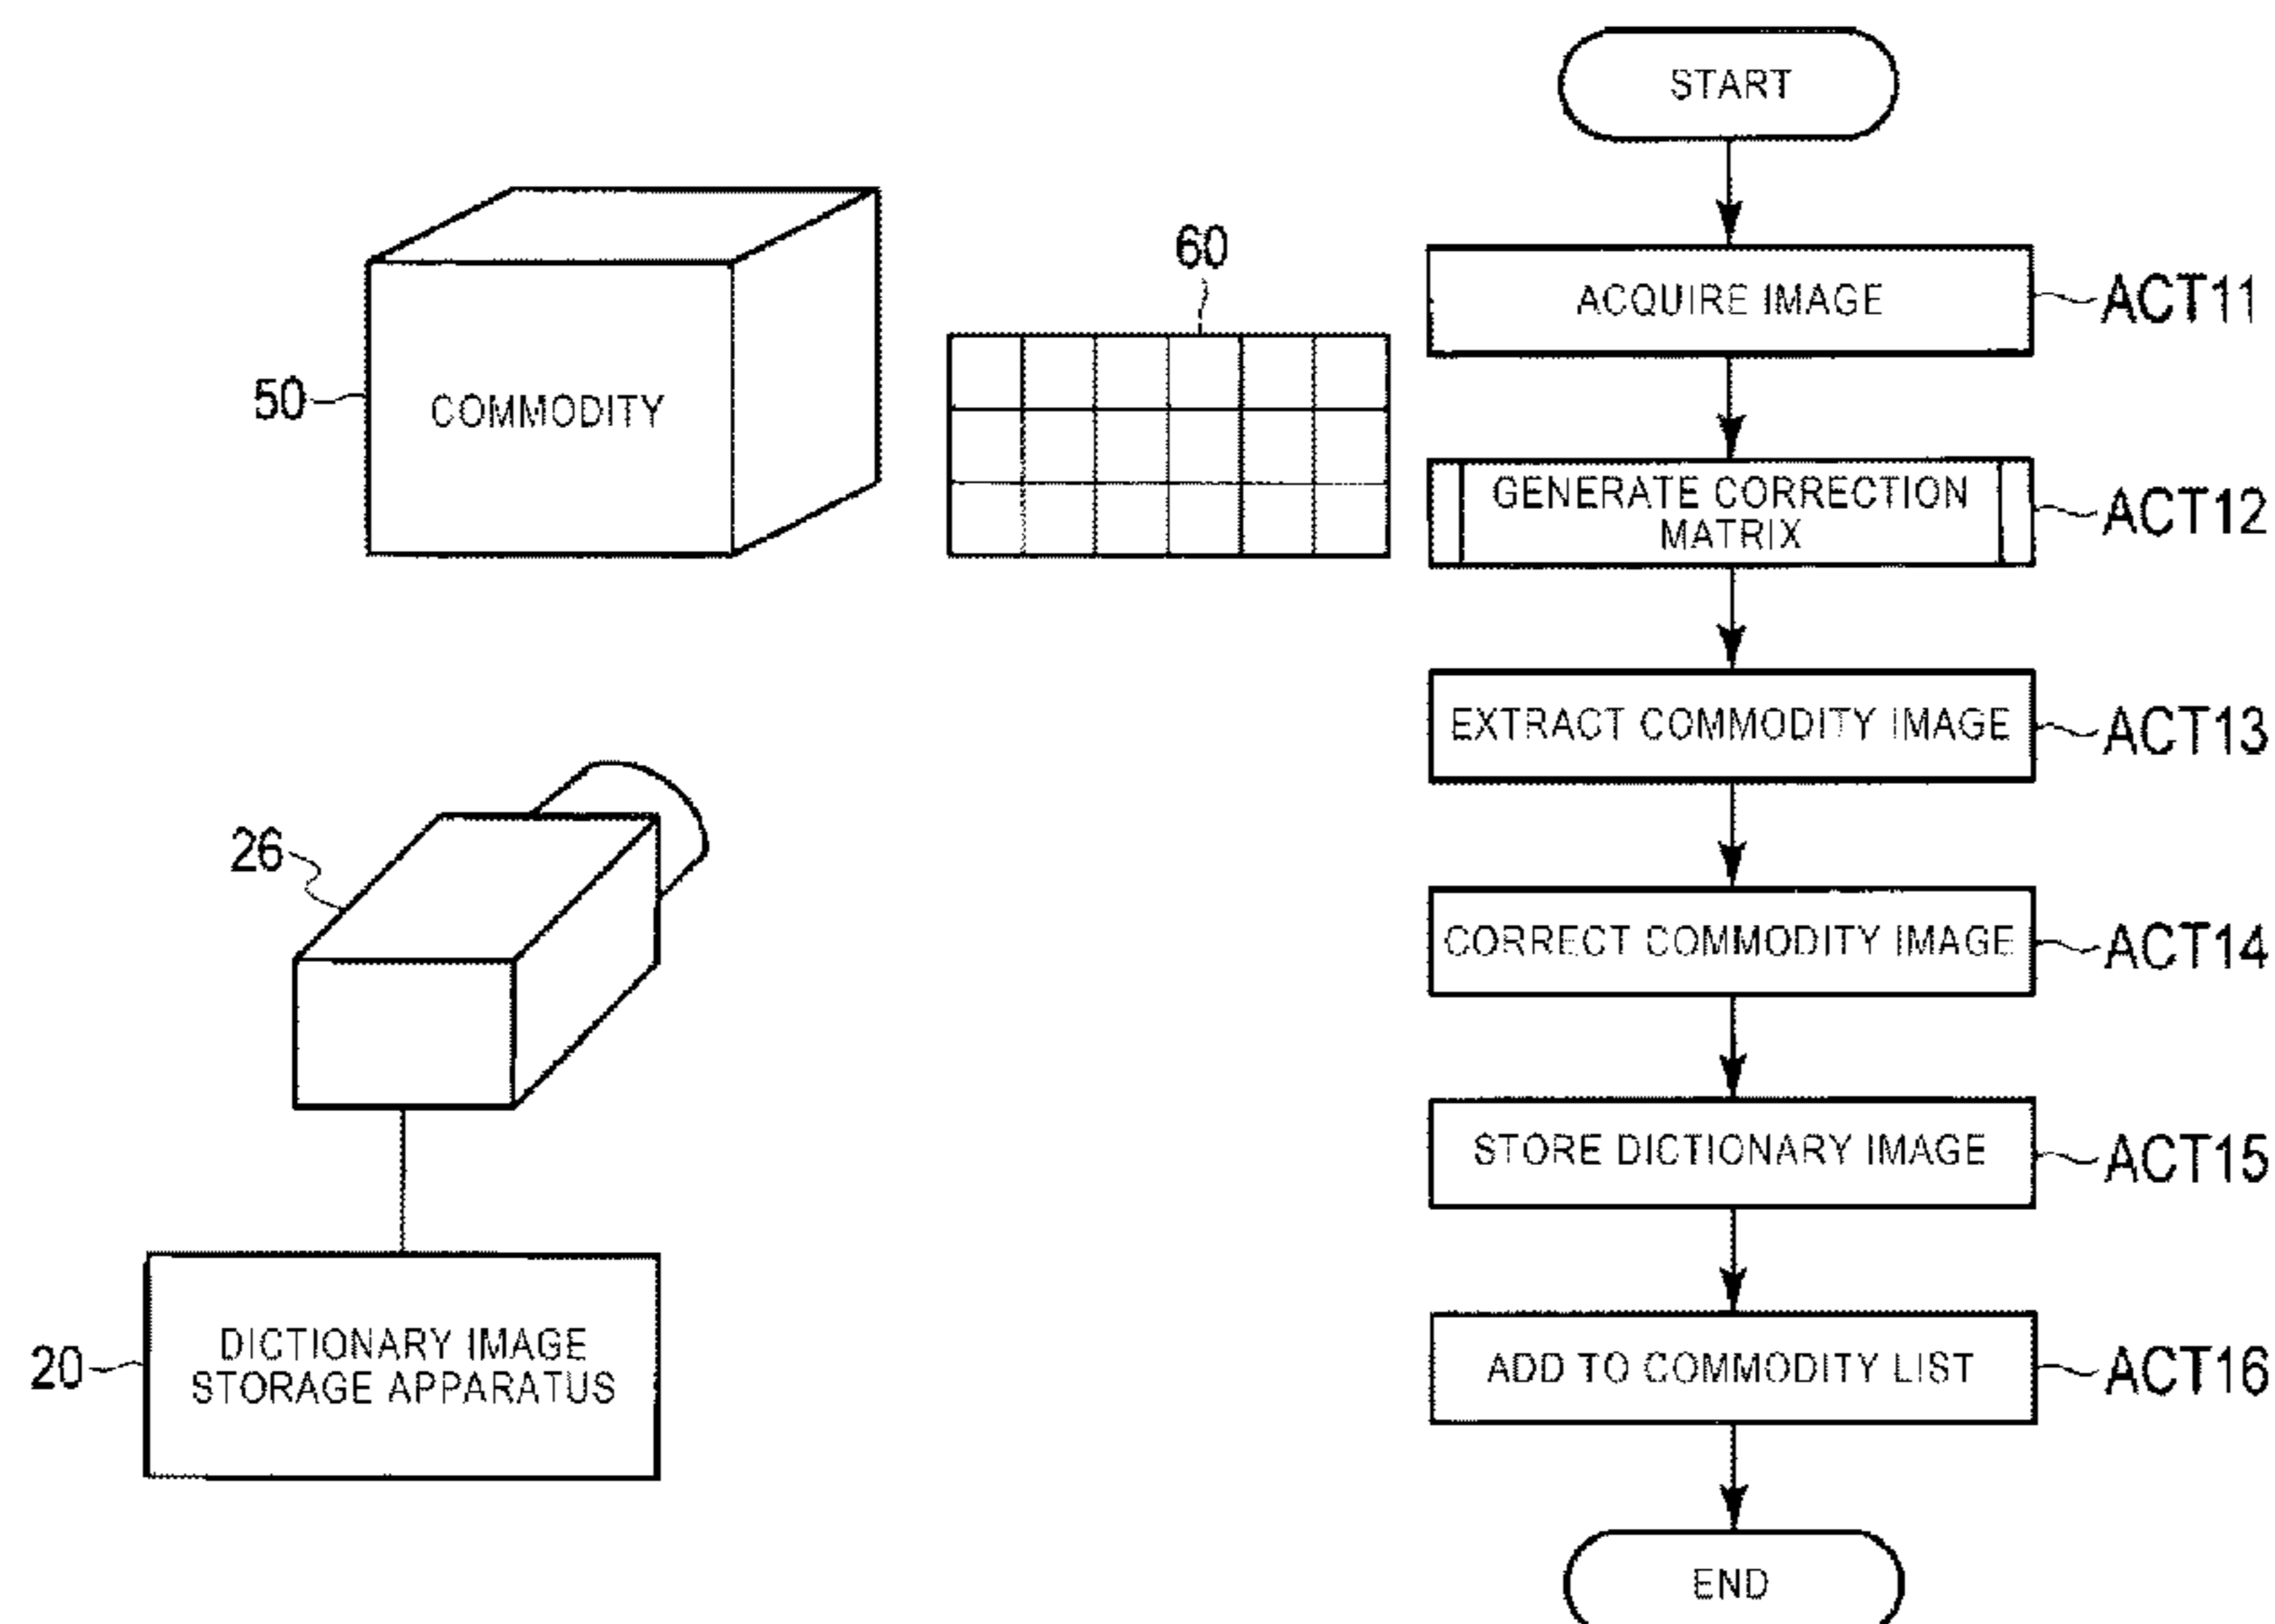 50
COMMODITY
60
26
20
DICTIONARY IMAGE
STORAGE APPARATUS
START
ACQUIRE IMAGE
ACT11
GENERATE CORRECTION
MATRIX
ACT12
EXTRACT COMMODITY IMAGE
ACT13
CORRECT COMMODITY IMAGE
ACT14
STORE DICTIONARY IMAGE
ACT15
ADD TO COMMODITY LIST
ACT16
END